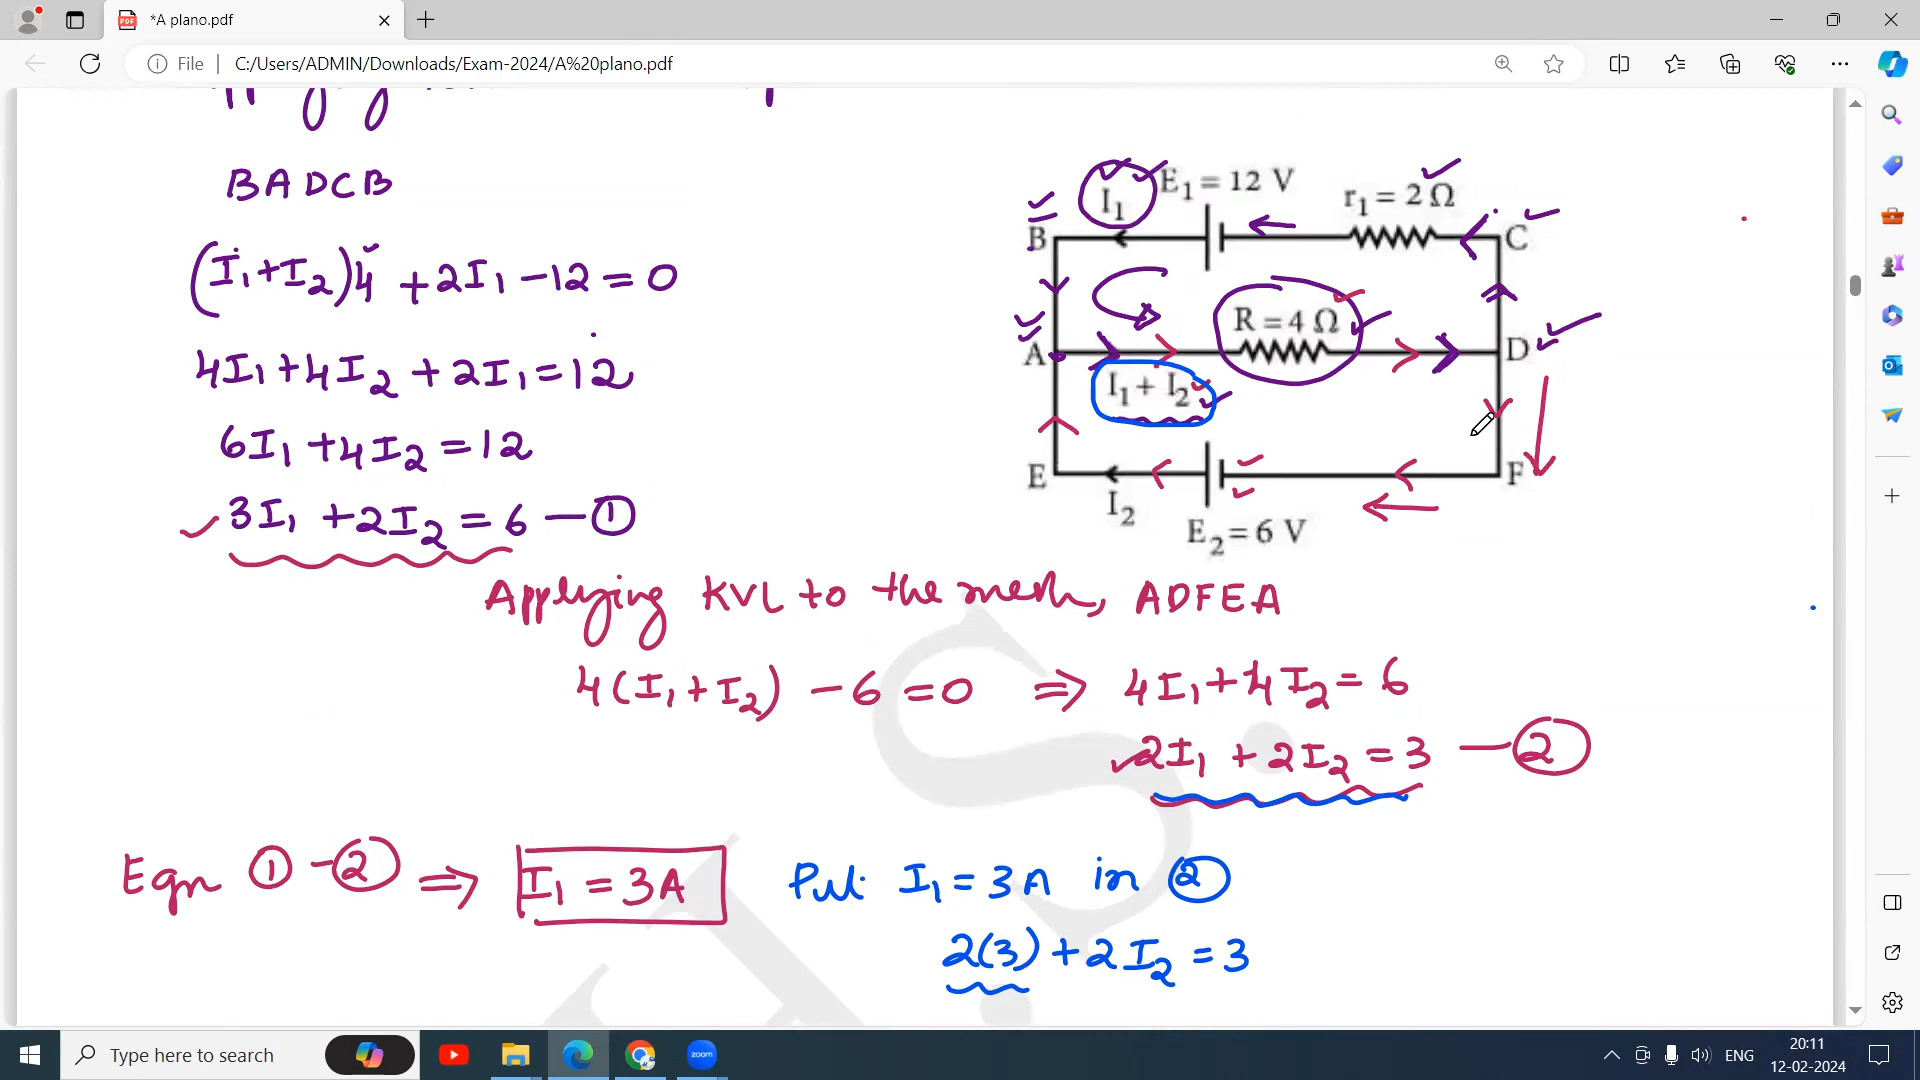 *A plano.pdf
File C:/Users/ADMIN/Downloads/Exam-2024/A%20plano.pdf
BADCB
(I₁+I₂)4 + 2I₁ - 12 = 0
4I₁ + 4I₂ + 2I₁ = 12
6I₁ + 4I₂ = 12
3I₁ + 2I₂ = 6 — ①
I₁ E₁ = 12 V r₁ = 2 Ω
B C
R = 4 Ω
A D
I₁ + I₂
E F
I₂
E₂ = 6 V
Applying KVL to the mesh, ADFEA
4(I₁+I₂) - 6 = 0 ⇒ 4I₁ + 4I₂ = 6
2I₁ + 2I₂ = 3 — ②
Eqn ① - ② ⇒ I₁ = 3A Put I₁ = 3A in ②
2(3) + 2I₂ = 3
Type here to search
zoom
ENG
20:11
12-02-2024